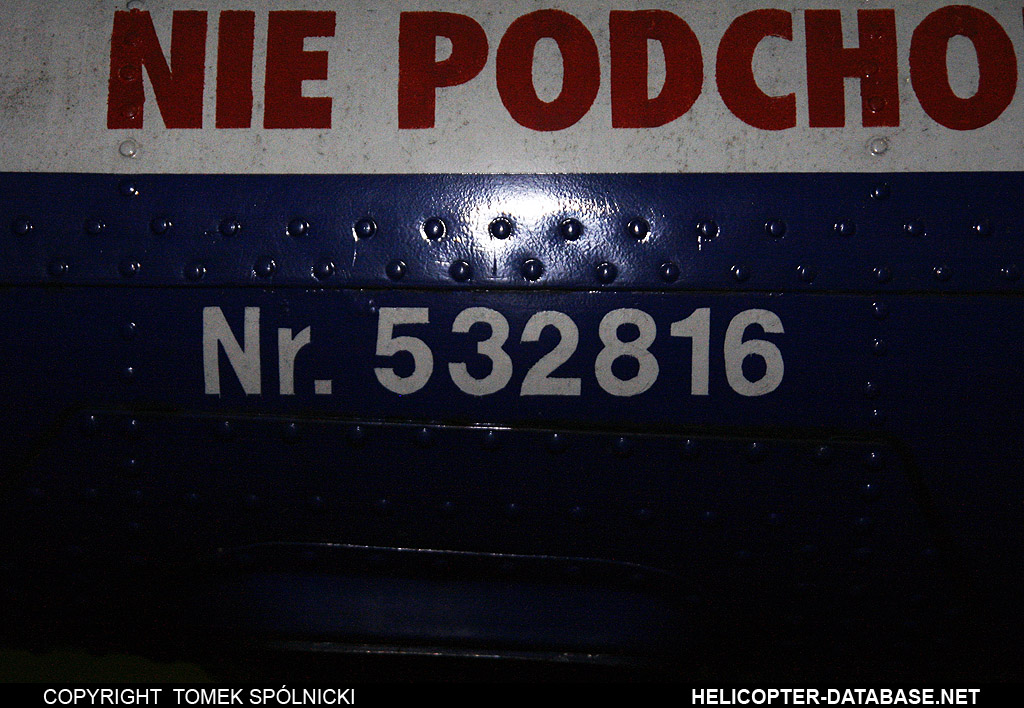 NIE PODCHO
Nr. 532816
COPYRIGHT TOMEK SPÓLNICKI
HELICOPTER-DATABASE.NET